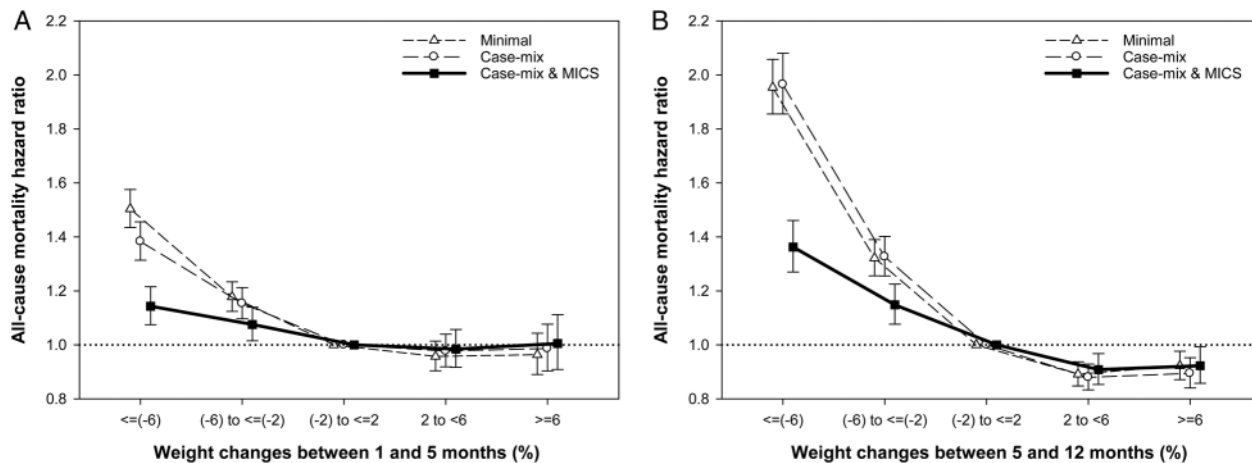 A
All-cause mortality hazard ratio
2.2
2.0
1.8
1.6
1.4
1.2
1.0
0.8
Minimal
Case-mix
Case-mix & MICS
<=(-6)
(-6) to <=(-2)
(-2) to <=2
2 to <6
>=6
Weight changes between 1 and 5 months (%)
B
All-cause mortality hazard ratio
2.2
2.0
1.8
1.6
1.4
1.2
1.0
0.8
Minimal
Case-mix
Case-mix & MICS
<=(-6)
(-6) to <=(-2)
(-2) to <=2
2 to <6
>=6
Weight changes between 5 and 12 months (%)